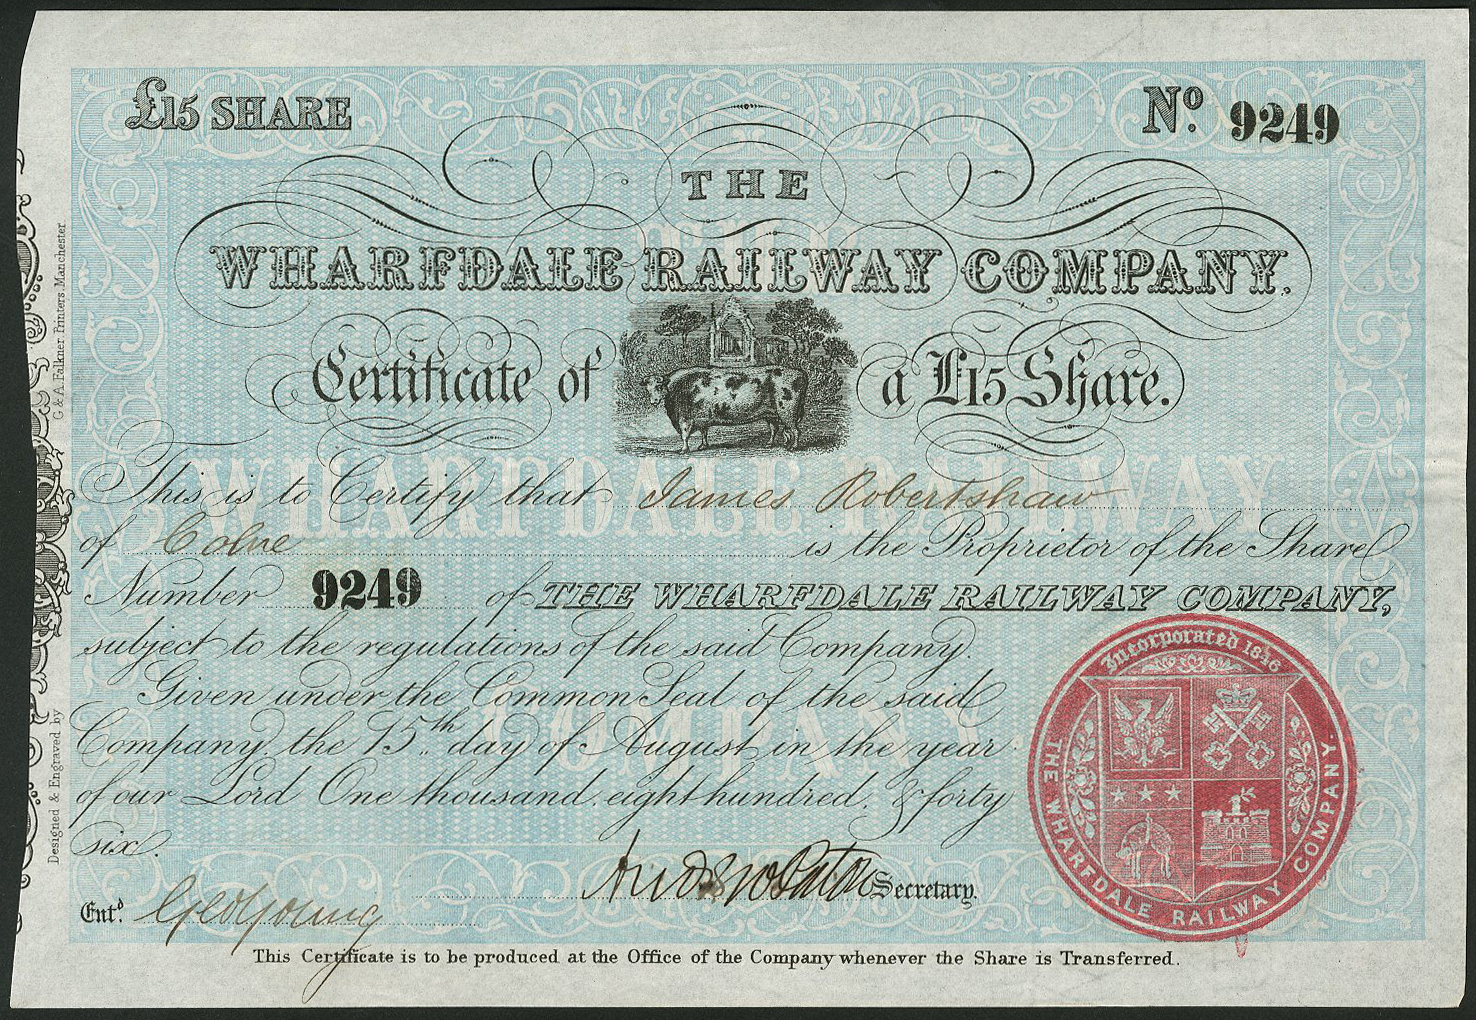 £15 SHARE
Nº. 9249
THE
WHARFDALE RAILWAY COMPANY.
Certificate of a £15 Share.
This is to Certify that James Robertshaw
of Colne is the Proprietor of the Share
Number 9249 of THE WHARFDALE RAILWAY COMPANY,
subject to the regulations of the said Company.
Given under the Common Seal of the said
Company, the 15th. day of August in the year
of our Lord One thousand, eight hundred, & forty
six.
Secretary.
Entd. Geo Young
This Certificate is to be produced at the Office of the Company whenever the Share is Transferred.
Designed & Engraved by G & A. Falkner. Printers. Manchester
Incorporated 1846
THE WHARFDALE RAILWAY COMPANY.
WHARFDALE RAILWAY
COMPANY